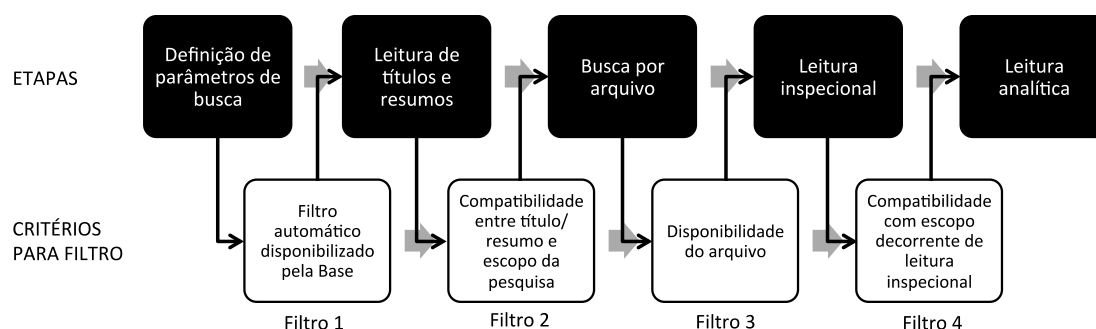 ETAPAS
Definição de
parâmetros de
busca
Leitura de
títulos e
resumos
Busca por
arquivo
Leitura
inspecional
Leitura
analítica
CRITÉRIOS
PARA FILTRO
Filtro
automático
disponibilizado
pela Base
Compatibilidade
entre título/
resumo e
escopo da
pesquisa
Disponibilidade
do arquivo
Compatibilidade
com escopo
decorrente de
leitura
inspecional
Filtro 1
Filtro 2
Filtro 3
Filtro 4